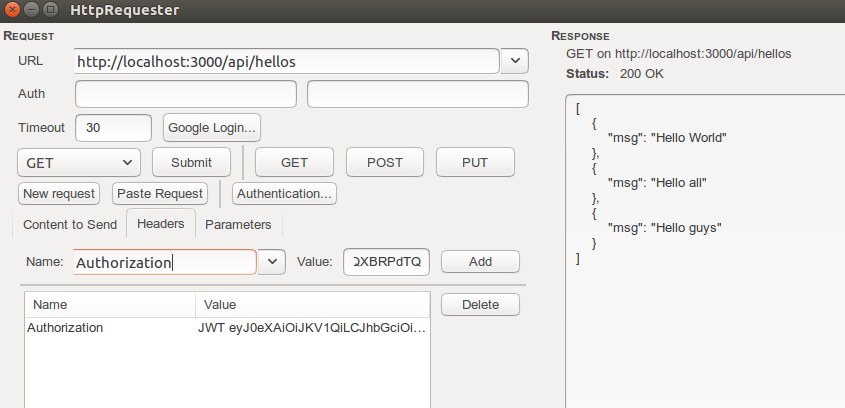 HttpRequester
REQUEST
URL http://localhost:3000/api/hellos
Auth
Timeout 30 Google Login...
GET Submit GET POST PUT
New request Paste Request Authentication...
Content to Send Headers Parameters
Name: Authorization Value: QXBRPdTQ Add
Name Value Delete
Authorization JWT eyJ0eXAiOiJKV1QiLCJhbGciOi...
RESPONSE
GET on http://localhost:3000/api/hellos
Status: 200 OK
[
{
"msg": "Hello World"
},
{
"msg": "Hello all"
},
{
"msg": "Hello guys"
}
]